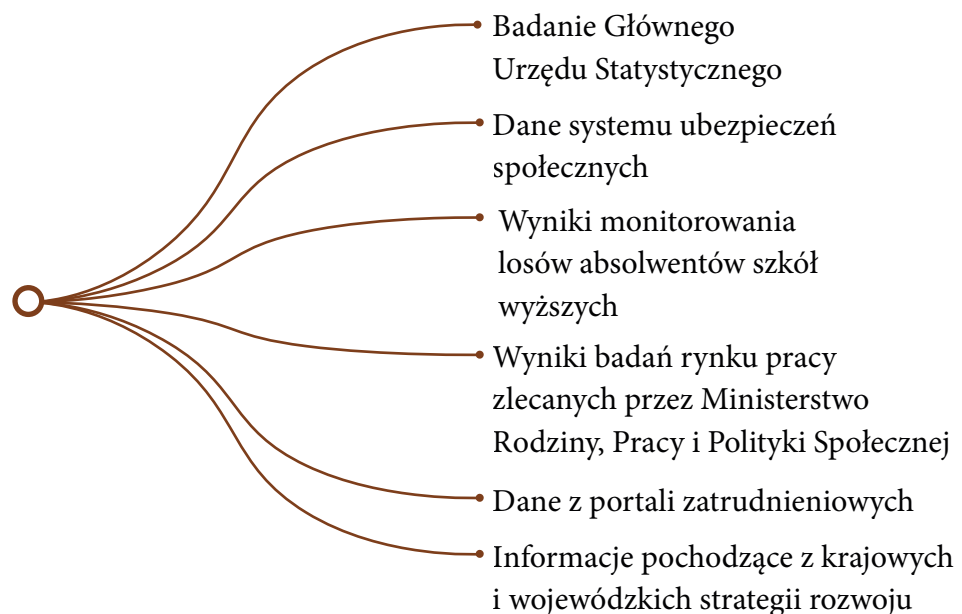 Badanie Głównego
Urzędu Statystycznego
Dane systemu ubezpieczeń
społecznych
Wyniki monitorowania
losów absolwentów szkół
wyższych
Wyniki badań rynku pracy
zlecanych przez Ministerstwo
Rodziny, Pracy i Polityki Społecznej
Dane z portali zatrudnieniowych
Informacje pochodzące z krajowych
i wojewódzkich strategii rozwoju